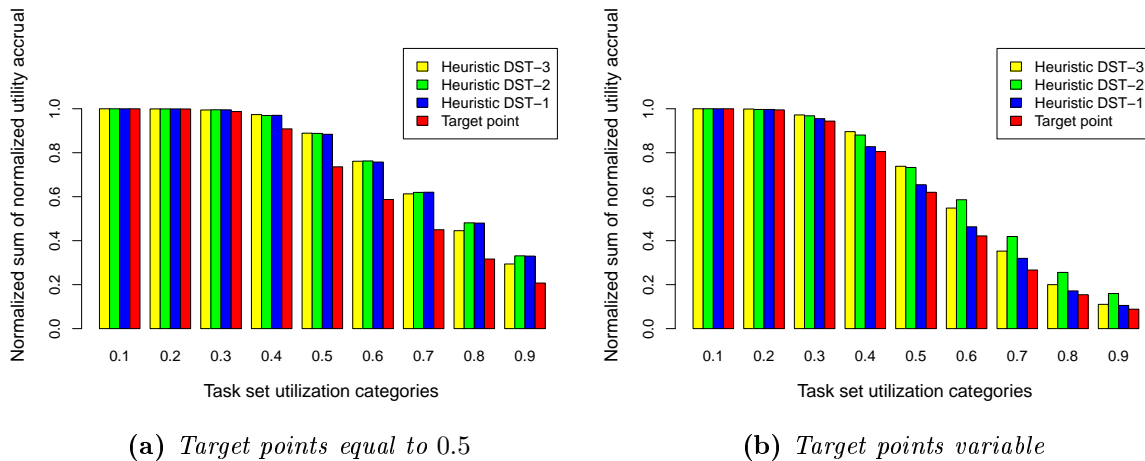 Normalized sum of normalized utility accrual
0.0 0.2 0.4 0.6 0.8 1.0
Heuristic DST−3
Heuristic DST−2
Heuristic DST−1
Target point
0.1 0.2 0.3 0.4 0.5 0.6 0.7 0.8 0.9
Task set utilization categories
(a) Target points equal to 0.5
Normalized sum of normalized utility accrual
0.0 0.2 0.4 0.6 0.8 1.0
Heuristic DST−3
Heuristic DST−2
Heuristic DST−1
Target point
0.1 0.2 0.3 0.4 0.5 0.6 0.7 0.8 0.9
Task set utilization categories
(b) Target points variable